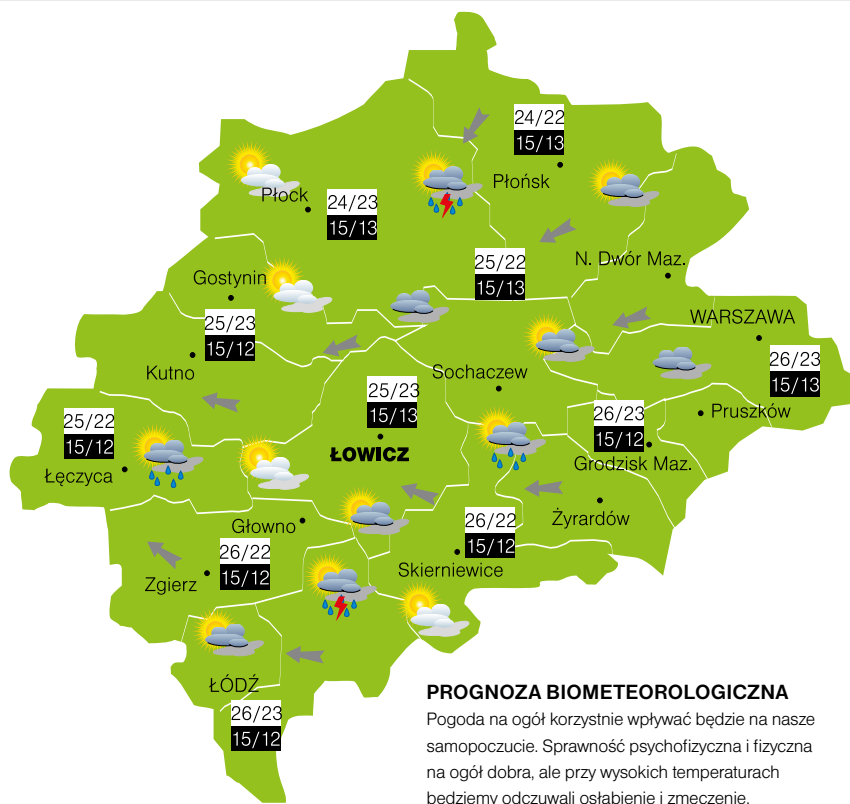 24/22
15/13
Płońsk
Płock
24/23
15/13
25/22
15/13
N. Dwór Maz.
Gostynin
25/23
15/12
Kutno
WARSZAWA
26/23
15/13
Sochaczew
25/23
15/13
ŁOWICZ
26/23
15/12
Pruszków
Grodzisk Maz.
25/22
15/12
Łęczyca
Żyrardów
Głowno
26/22
15/12
Skierniewice
26/22
15/12
Zgierz
ŁÓDŹ
26/23
15/12
PROGNOZA BIOMETEOROLOGICZNA
Pogoda na ogół korzystnie wpływać będzie na nasze
samopoczucie. Sprawność psychofizyczna i fizyczna
na ogół dobra, ale przy wysokich temperaturach
będziemy odczuwali osłabienie i zmęczenie.